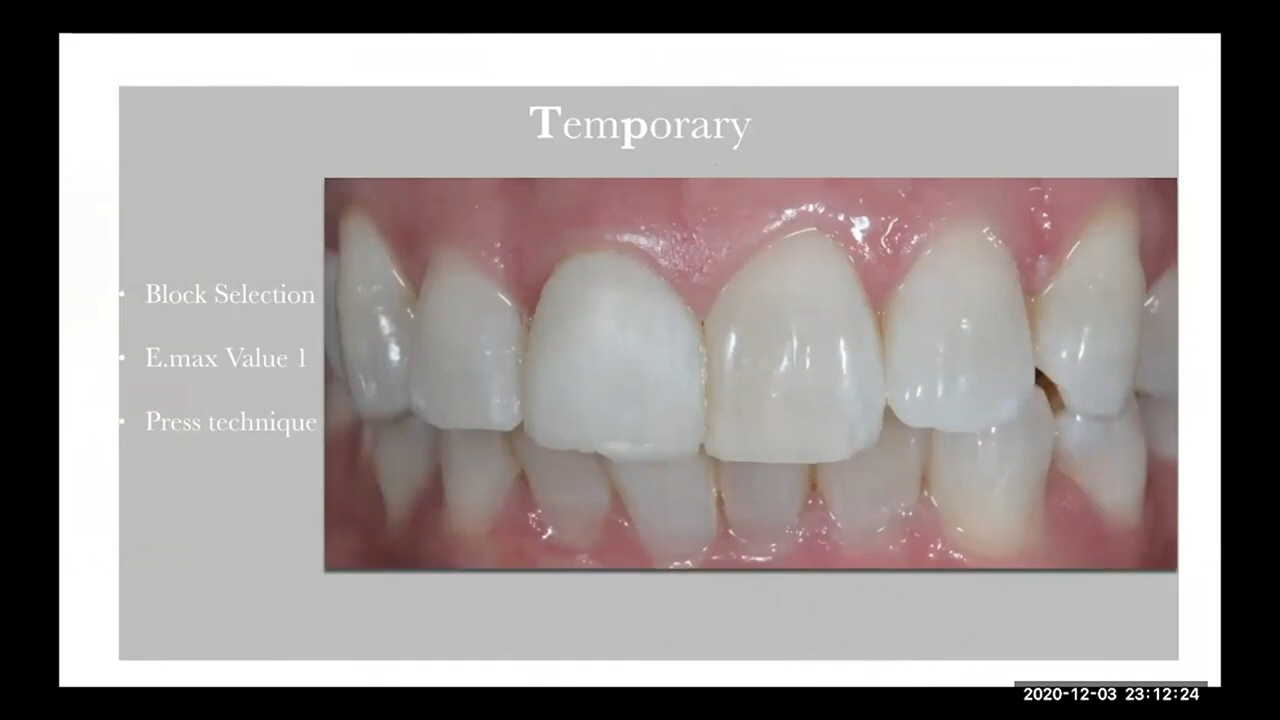 Temporary
• Block Selection
• E.max Value 1
• Press technique
2020-12-03 23:12:24